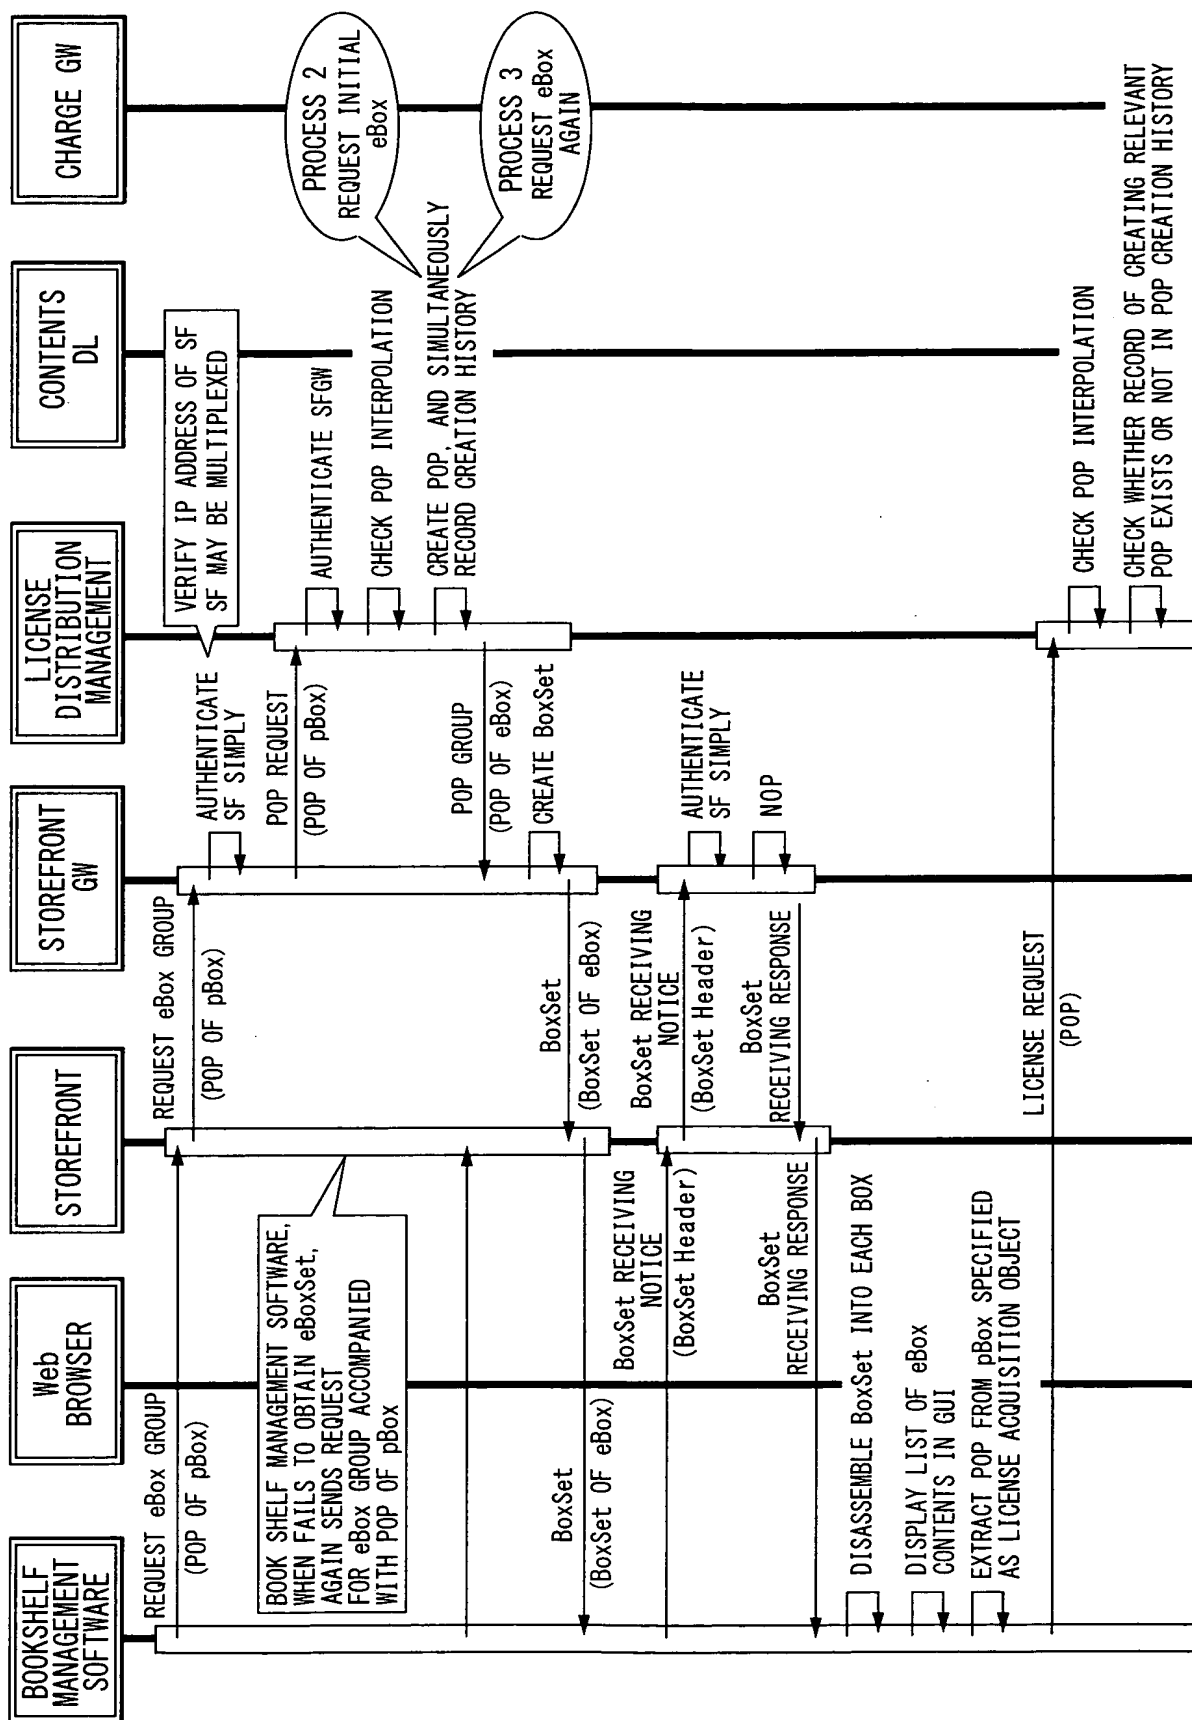 BOOKSHELF
MANAGEMENT
SOFTWARE
Web
BROWSER
STOREFRONT
STOREFRONT
GW
LICENSE
DISTRIBUTION
MANAGEMENT
CONTENTS
DL
CHARGE GW
REQUEST eBox GROUP
(POP OF pBox)
REQUEST eBox GROUP
(POP OF pBox)
AUTHENTICATE
SF SIMPLY
VERIFY IP ADDRESS OF SF
SF MAY BE MULTIPLEXED
POP REQUEST
(POP OF pBox)
AUTHENTICATE SFGW
CHECK POP INTERPOLATION
CREATE POP, AND SIMULTANEOUSLY
RECORD CREATION HISTORY
PROCESS 2
REQUEST INITIAL
eBox
PROCESS 3
REQUEST eBox
AGAIN
BOOK SHELF MANAGEMENT SOFTWARE,
WHEN FAILS TO OBTAIN eBoxSet,
AGAIN SENDS REQUEST
FOR eBox GROUP ACCOMPANIED
WITH POP OF pBox
POP GROUP
(POP OF eBox)
CREATE BoxSet
BoxSet
(BoxSet OF eBox)
BoxSet
(BoxSet OF eBox)
BoxSet RECEIVING
NOTICE
(BoxSet Header)
BoxSet RECEIVING
NOTICE
(BoxSet Header)
AUTHENTICATE
SF SIMPLY
NOP
BoxSet
RECEIVING RESPONSE
BoxSet
RECEIVING RESPONSE
DISASSEMBLE BoxSet INTO EACH BOX
DISPLAY LIST OF eBox
CONTENTS IN GUI
EXTRACT POP FROM pBox SPECIFIED
AS LICENSE ACQUISITION OBJECT
LICENSE REQUEST
(POP)
CHECK POP INTERPOLATION
CHECK WHETHER RECORD OF CREATING RELEVANT
POP EXISTS OR NOT IN POP CREATION HISTORY